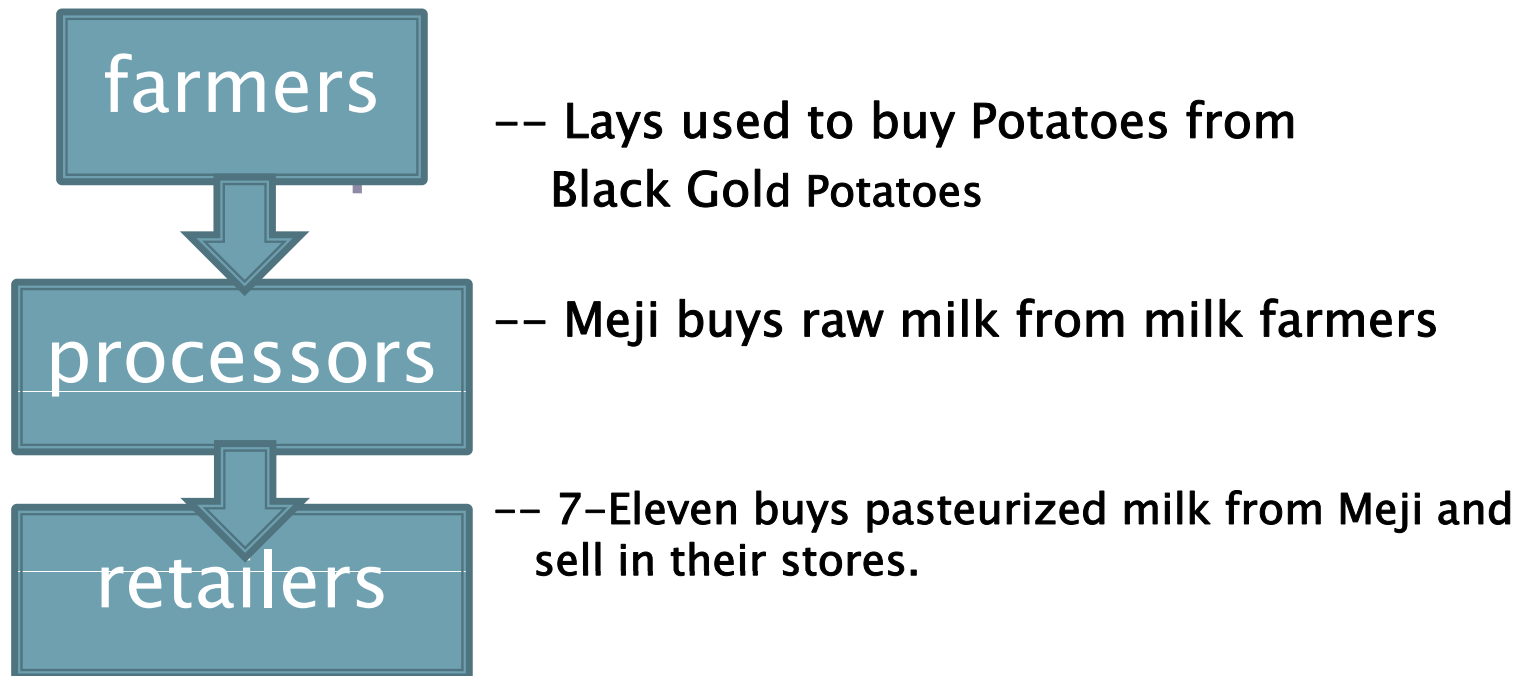 farmers
-- Lays used to buy Potatoes from
Black Gold Potatoes
processors
-- Meji buys raw milk from milk farmers
retailers
-- 7-Eleven buys pasteurized milk from Meji and
sell in their stores.